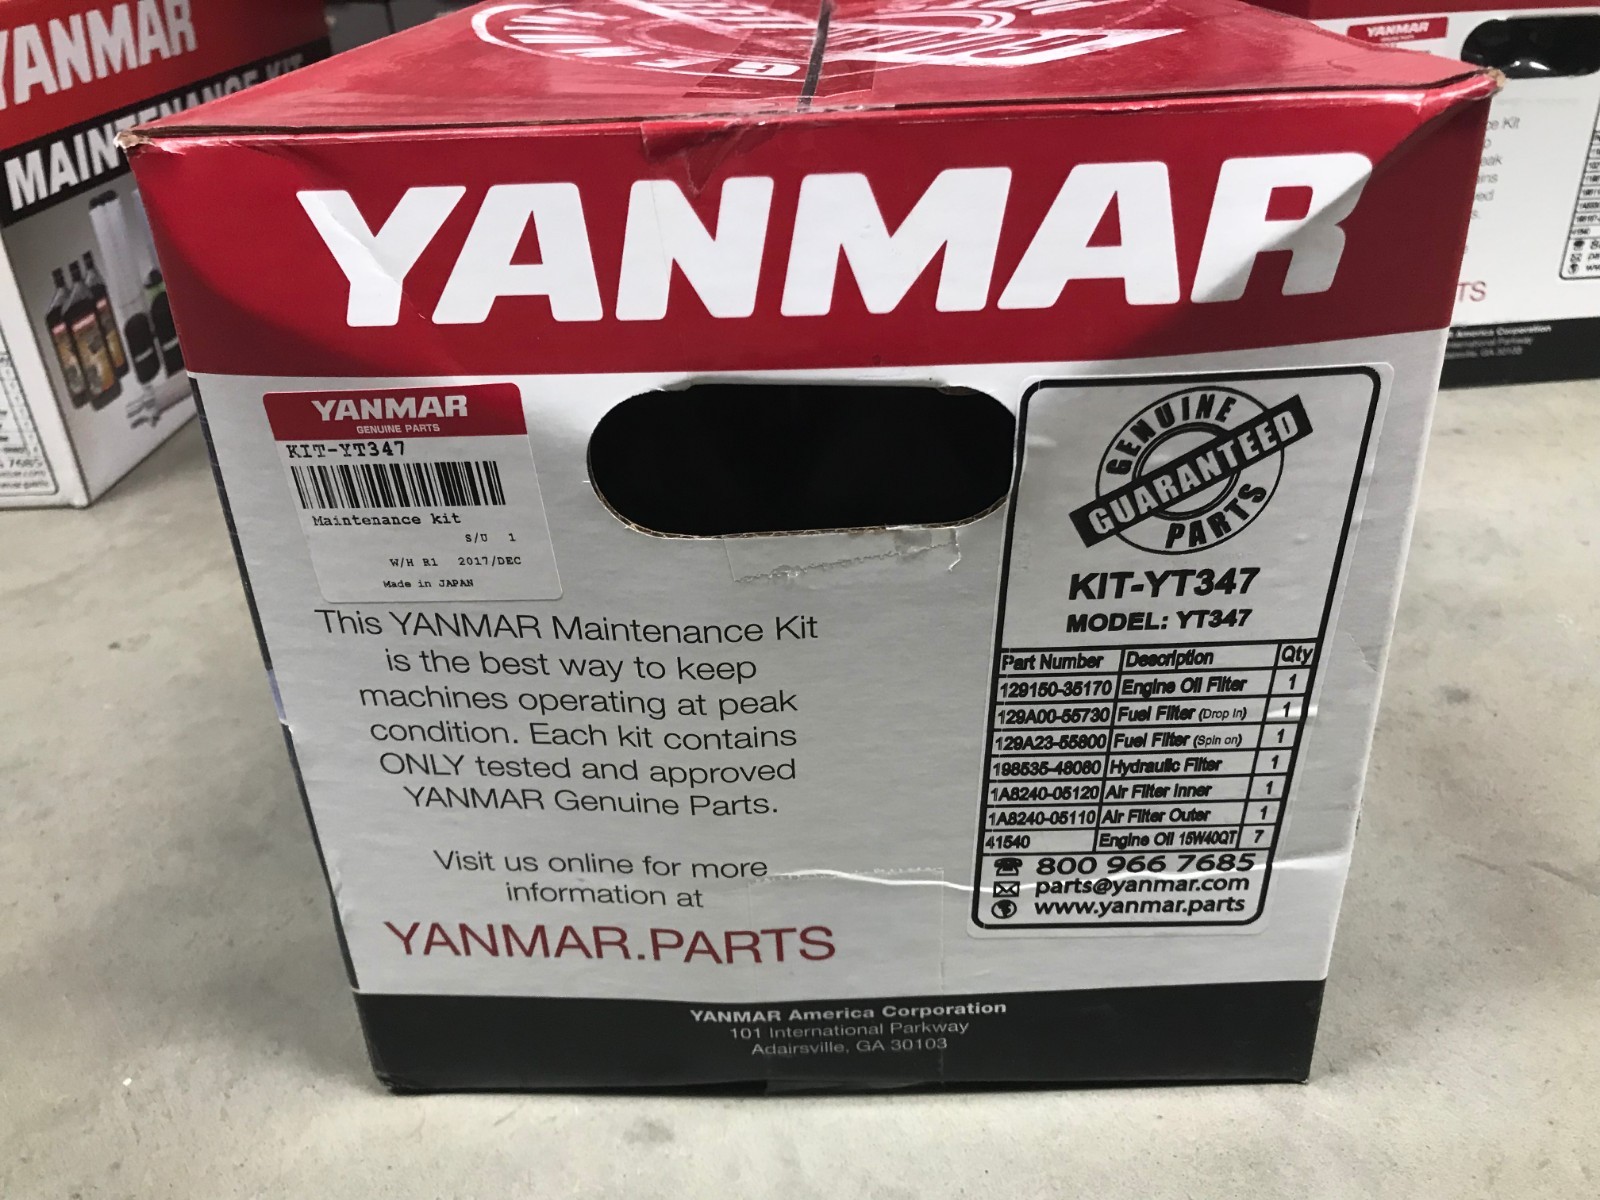 YANMAR
MAINTENANCE KIT
YANMAR
YANMAR
GENUINE PARTS
KIT-YT347
Maintenance kit
S/U 1
W/H R1 2017/DEC
Made in JAPAN
This YANMAR Maintenance Kit
is the best way to keep
machines operating at peak
condition. Each kit contains
ONLY tested and approved
YANMAR Genuine Parts.
Visit us online for more
information at
YANMAR.PARTS
GENUINE
GUARANTEED
PARTS
KIT-YT347
MODEL: YT347
Part Number Description Qty
129150-35170 Engine Oil Filter 1
129A00-55730 Fuel Filter (Drop In) 1
129A23-55800 Fuel Filter (Spin on) 1
198535-48080 Hydraulic Filter 1
1A8240-05120 Air Filter Inner 1
1A8240-05110 Air Filter Outer 1
41540 Engine Oil 15W40QT 7
800 966 7685
parts@yanmar.com
www.yanmar.parts
YANMAR America Corporation
101 International Parkway
Adairsville, GA 30103
YANMAR
America Corporation